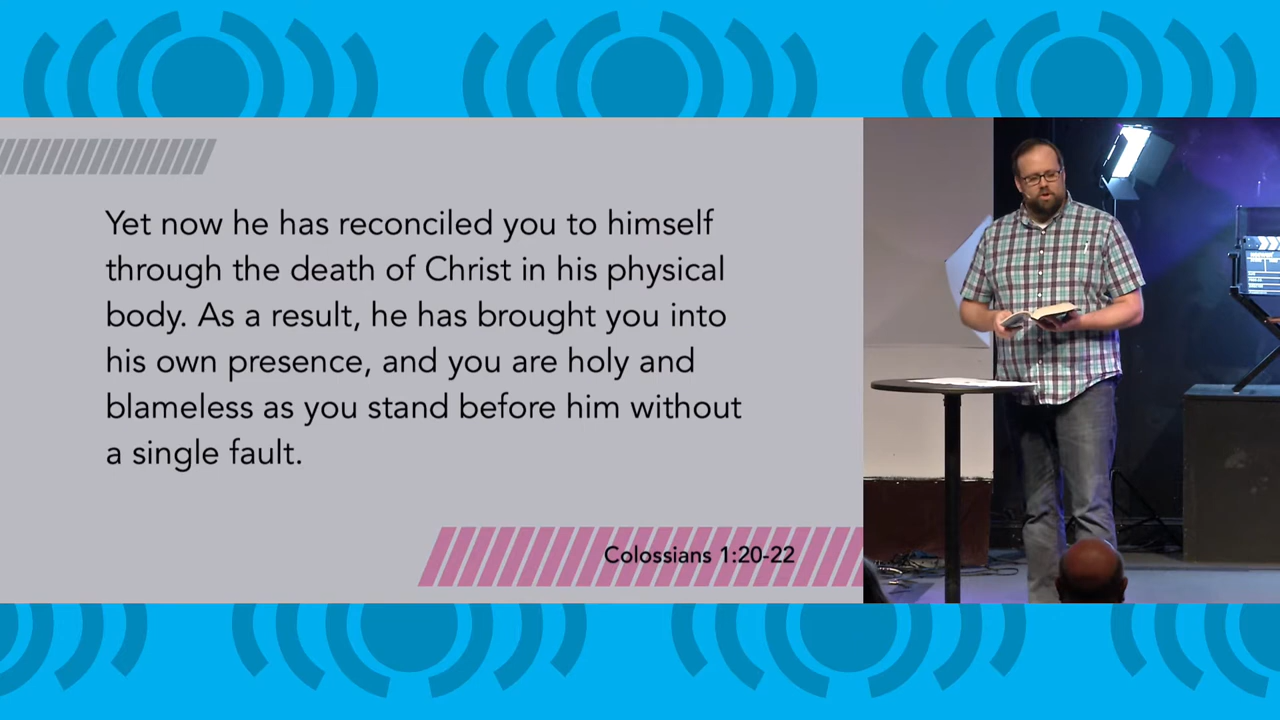 Yet now he has reconciled you to himself
through the death of Christ in his physical
body. As a result, he has brought you into
his own presence, and you are holy and
blameless as you stand before him without
a single fault.
Colossians 1:20-22